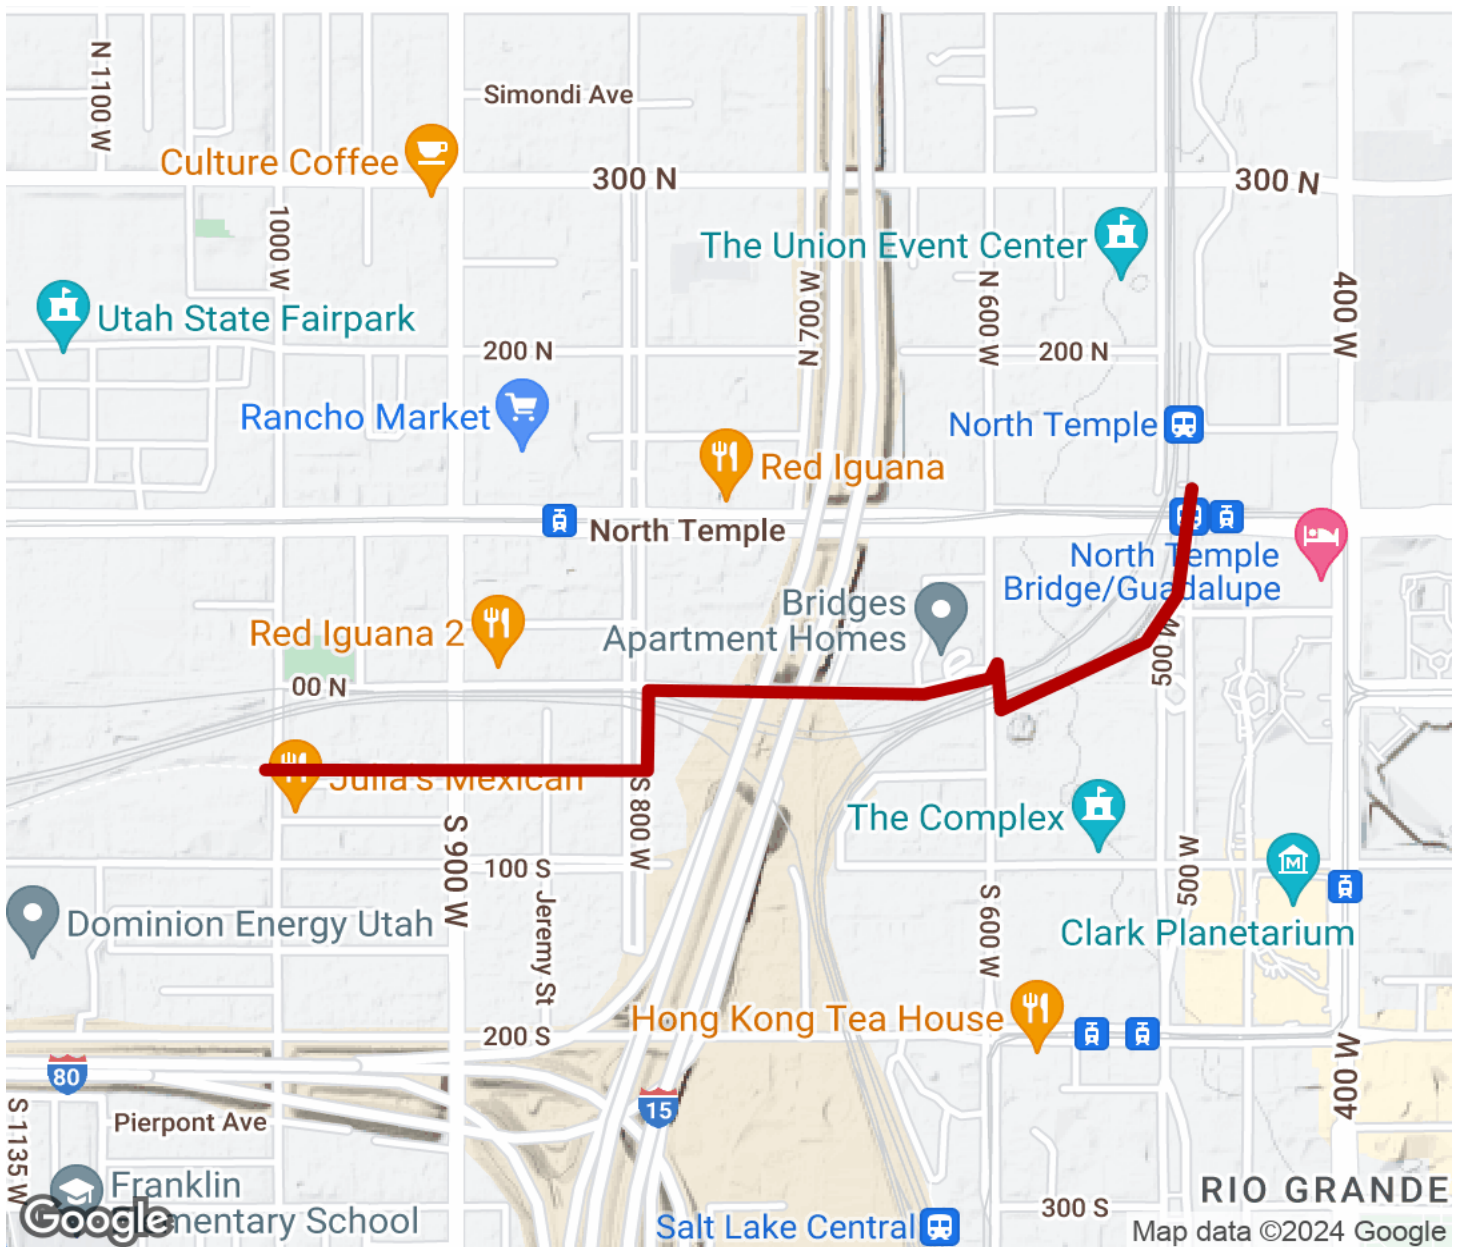 N 1100 W
Simondi Ave
Culture Coffee
300 N
300 N
1000 W
The Union Event Center
N 700 W
N 600 W
400 W
Utah State Fairpark
200 N
200 N
Rancho Market
North Temple
Red Iguana
North Temple
North Temple
Bridge/Guadalupe
Bridges
Apartment Homes
Red Iguana 2
500 W
00 N
Julia's Mexican
S 800 W
The Complex
S 900 W
100 S
500 W
Jeremy St
S 600 W
Dominion Energy Utah
Clark Planetarium
Hong Kong Tea House
200 S
80
15
400 W
S 1135 W
Pierpont Ave
Franklin
Elementary School
RIO GRANDE
300 S
Salt Lake Central
Google
Map data ©2024 Google